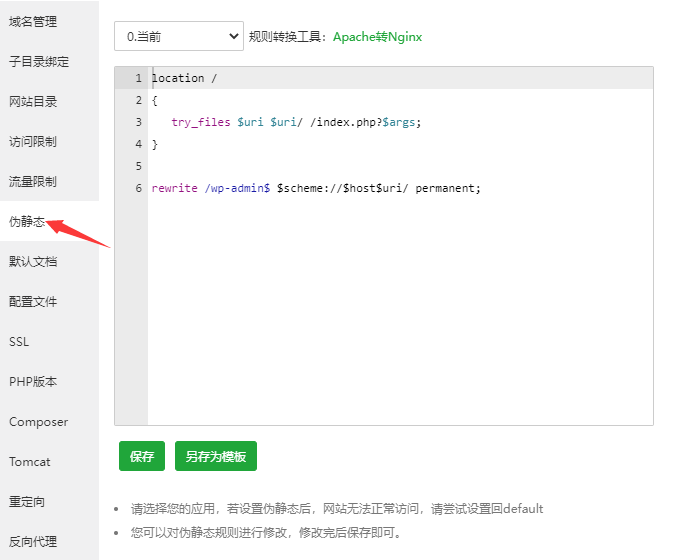 域名管理
子目录绑定
网站目录
访问限制
流量限制
伪静态
默认文档
配置文件
SSL
PHP版本
Composer
Tomcat
重定向
反向代理
0.当前 规则转换工具：Apache转Nginx
1 location /
2 {
3 try_files $uri $uri/ /index.php?$args;
4 }
5
6 rewrite /wp-admin$ $scheme://$host$uri/ permanent;
保存 另存为模板
• 请选择您的应用，若设置伪静态后，网站无法正常访问，请尝试设置回default
• 您可以对伪静态规则进行修改，修改完后保存即可。